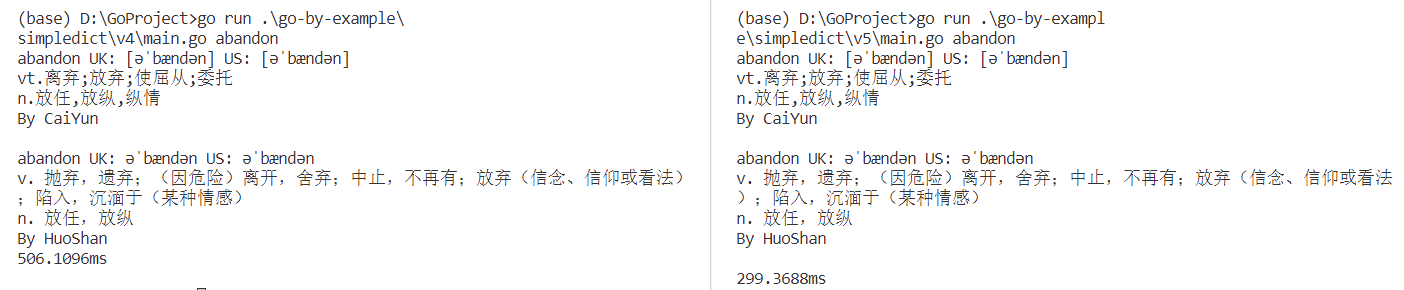 (base) D:\GoProject>go run .\go-by-example\
simpledict\v4\main.go abandon
abandon UK: [əˈbændən] US: [əˈbændən]
vt.离弃;放弃;使屈从;委托
n.放任,放纵,纵情
By CaiYun
abandon UK: əˈbændən US: əˈbændən
v. 抛弃，遗弃；（因危险）离开，舍弃；中止，不再有；放弃（信念、信仰或看法）
；陷入，沉湎于（某种情感）
n. 放任，放纵
By HuoShan
506.1096ms
(base) D:\GoProject>go run .\go-by-exampl
e\simpledict\v5\main.go abandon
abandon UK: [əˈbændən] US: [əˈbændən]
vt.离弃;放弃;使屈从;委托
n.放任,放纵,纵情
By CaiYun
abandon UK: əˈbændən US: əˈbændən
v. 抛弃，遗弃；（因危险）离开，舍弃；中止，不再有；放弃（信念、信仰或看法
）；陷入，沉湎于（某种情感）
n. 放任，放纵
By HuoShan
299.3688ms